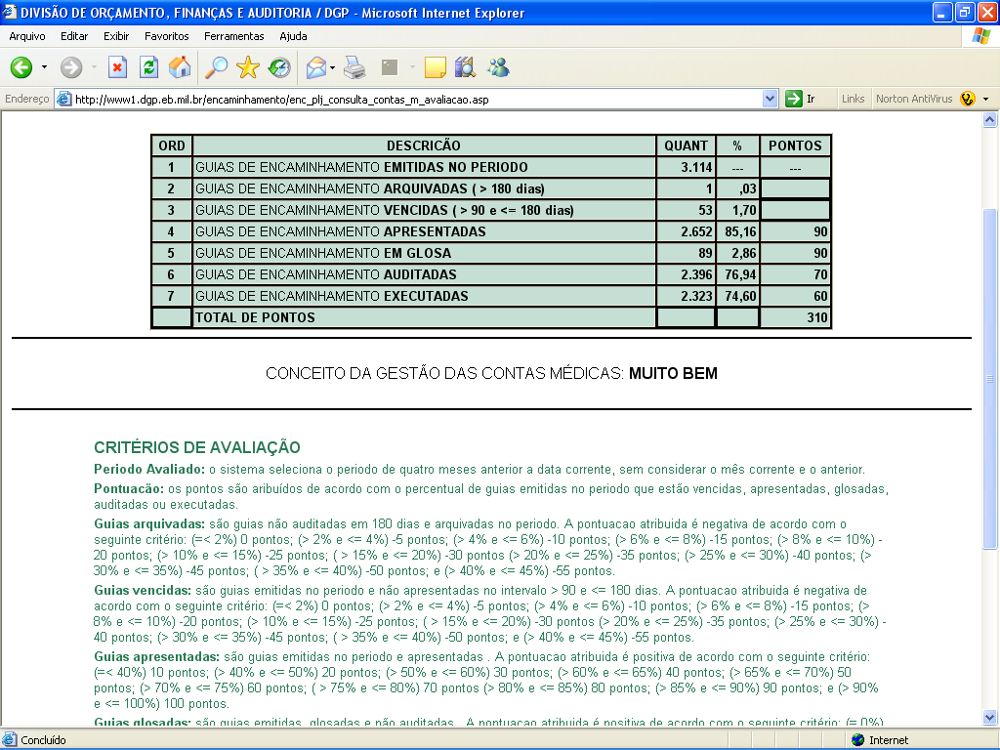 DIVISÃO DE ORÇAMENTO, FINANÇAS E AUDITORIA / DGP - Microsoft Internet Explorer
Arquivo Editar Exibir Favoritos Ferramentas Ajuda
Endereço http://www1.dgp.eb.mil.br/encaminhamento/enc_plj_consulta_contas_m_avaliacao.asp Ir Links Norton AntiVirus
ORD DESCRICÃO QUANT % PONTOS
1 GUIAS DE ENCAMINHAMENTO EMITIDAS NO PERIODO 3.114 --- ---
2 GUIAS DE ENCAMINHAMENTO ARQUIVADAS ( > 180 dias) 1 ,03
3 GUIAS DE ENCAMINHAMENTO VENCIDAS ( > 90 e <= 180 dias) 53 1,70
4 GUIAS DE ENCAMINHAMENTO APRESENTADAS 2.652 85,16 90
5 GUIAS DE ENCAMINHAMENTO EM GLOSA 89 2,86 90
6 GUIAS DE ENCAMINHAMENTO AUDITADAS 2.396 76,94 70
7 GUIAS DE ENCAMINHAMENTO EXECUTADAS 2.323 74,60 60
TOTAL DE PONTOS 310
CONCEITO DA GESTÃO DAS CONTAS MÉDICAS: MUITO BEM
CRITÉRIOS DE AVALIAÇÃO
Periodo Avaliado: o sistema seleciona o periodo de quatro meses anterior a data corrente, sem considerar o mês corrente e o anterior.
Pontuacão: os pontos são aribuídos de acordo com o percentual de guias emitidas no periodo que estão vencidas, apresentadas, glosadas,
auditadas ou executadas.
Guias arquivadas: são guias não auditadas em 180 dias e arquivadas no periodo. A pontuacao atribuida é negativa de acordo com o
seguinte critério: (=< 2%) 0 pontos; (> 2% e <= 4%) -5 pontos; (> 4% e <= 6%) -10 pontos; (> 6% e <= 8%) -15 pontos; (> 8% e <= 10%) -
20 pontos; (> 10% e <= 15%) -25 pontos; ( > 15% e <= 20%) -30 pontos (> 20% e <= 25%) -35 pontos; (> 25% e <= 30%) -40 pontos; (>
30% e <= 35%) -45 pontos; ( > 35% e <= 40%) -50 pontos; e (> 40% e <= 45%) -55 pontos.
Guias vencidas: são guias emitidas no periodo e não apresentadas no intervalo > 90 e <= 180 dias. A pontuacao atribuida é negativa de
acordo com o seguinte critério: (=< 2%) 0 pontos; (> 2% e <= 4%) -5 pontos; (> 4% e <= 6%) -10 pontos; (> 6% e <= 8%) -15 pontos; (>
8% e <= 10%) -20 pontos; (> 10% e <= 15%) -25 pontos; ( > 15% e <= 20%) -30 pontos (> 20% e <= 25%) -35 pontos; (> 25% e <= 30%) -
40 pontos; (> 30% e <= 35%) -45 pontos; ( > 35% e <= 40%) -50 pontos; e (> 40% e <= 45%) -55 pontos.
Guias apresentadas: são guias emitidas no periodo e apresentadas . A pontuacao atribuida é positiva de acordo com o seguinte critério:
(=< 40%) 10 pontos; (> 40% e <= 50%) 20 pontos; (> 50% e <= 60%) 30 pontos; (> 60% e <= 65%) 40 pontos; (> 65% e <= 70%) 50
pontos; (> 70% e <= 75%) 60 pontos; ( > 75% e <= 80%) 70 pontos (> 80% e <= 85%) 80 pontos; (> 85% e <= 90%) 90 pontos; e (> 90%
e <= 100%) 100 pontos.
Guias glosadas: são guias emitidas, glosadas e não auditadas . A pontuacao atribuida é positiva de acordo com o seguinte critério: (= 0%)
Concluído Internet